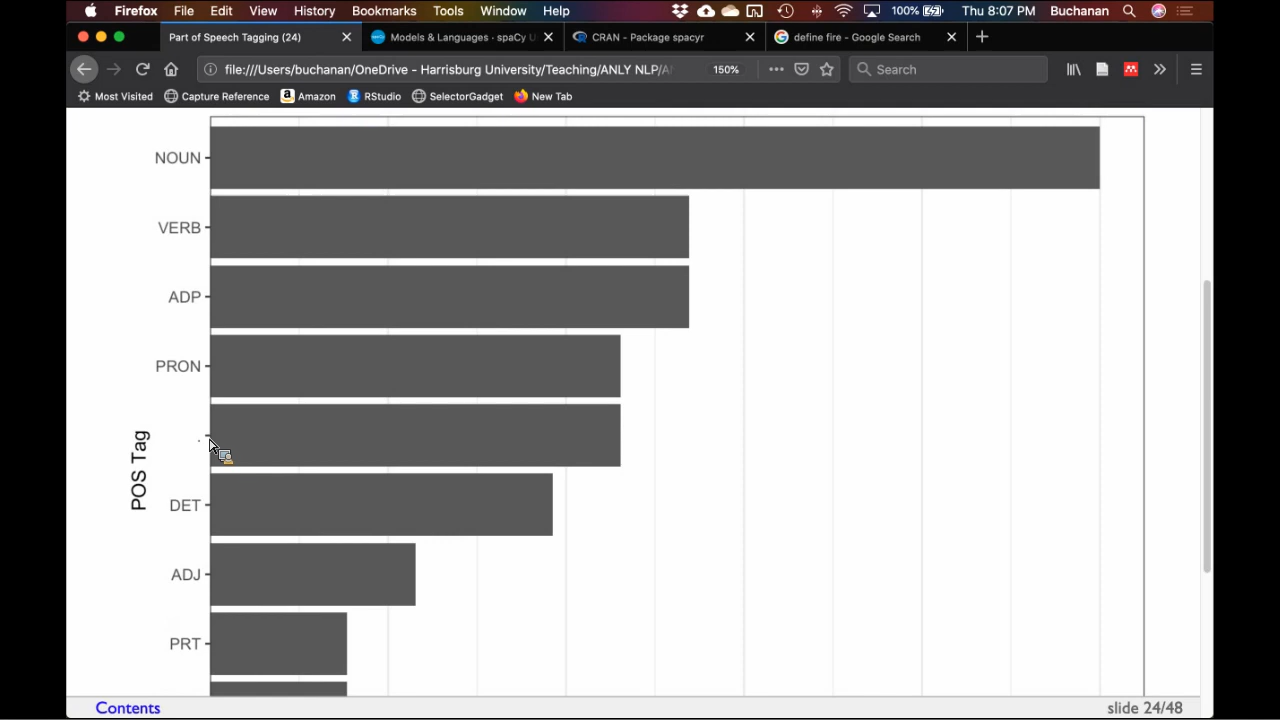 Firefox File Edit View History Bookmarks Tools Window Help 100% Thu 8:07 PM Buchanan
Part of Speech Tagging (24) Models & Languages · spaCy U CRAN - Package spacyr define fire - Google Search
file:///Users/buchanan/OneDrive - Harrisburg University/Teaching/ANLY NLP/A 150% Search
Most Visited Capture Reference Amazon RStudio SelectorGadget New Tab
NOUN
VERB
ADP
PRON
.
POS Tag
DET
ADJ
PRT
Contents slide 24/48